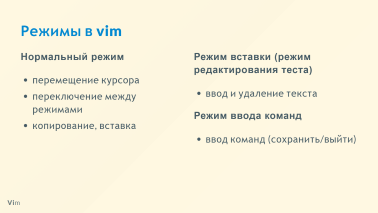 Режимы в vim
Нормальный режим
• перемещение курсора
• переключение между
режимами
• копирование, вставка
Режим вставки (режим
редактирования теста)
• ввод и удаление текста
Режим ввода команд
• ввод команд (сохранить/выйти)
Vim